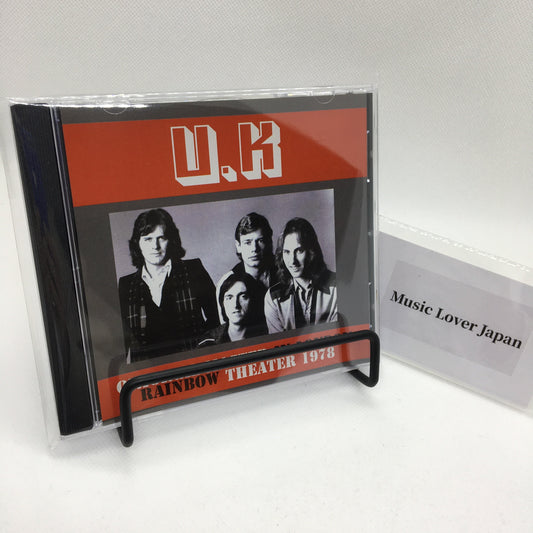 U.K
RAINBOW THEATER 1978
Music Lover Japan